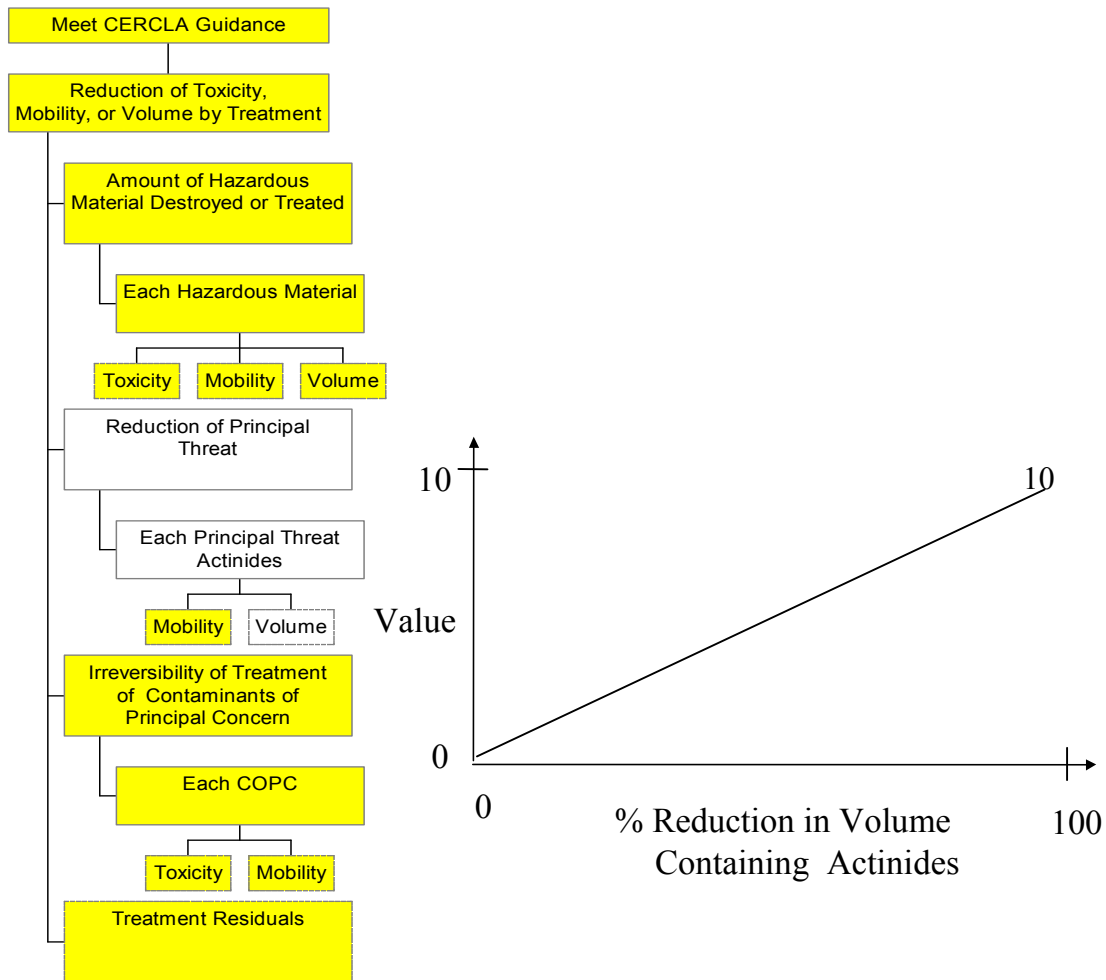 Meet CERCLA Guidance
Reduction of Toxicity,
Mobility, or Volume by Treatment
Amount of Hazardous
Material Destroyed or Treated
Each Hazardous Material
Toxicity
Mobility
Volume
Reduction of Principal
Threat
Each Principal Threat
Actinides
Mobility
Volume
Irreversibility of Treatment
of Contaminants of
Principal Concern
Each COPC
Toxicity
Mobility
Treatment Residuals
10
10
Value
0
0
100
% Reduction in Volume
Containing Actinides